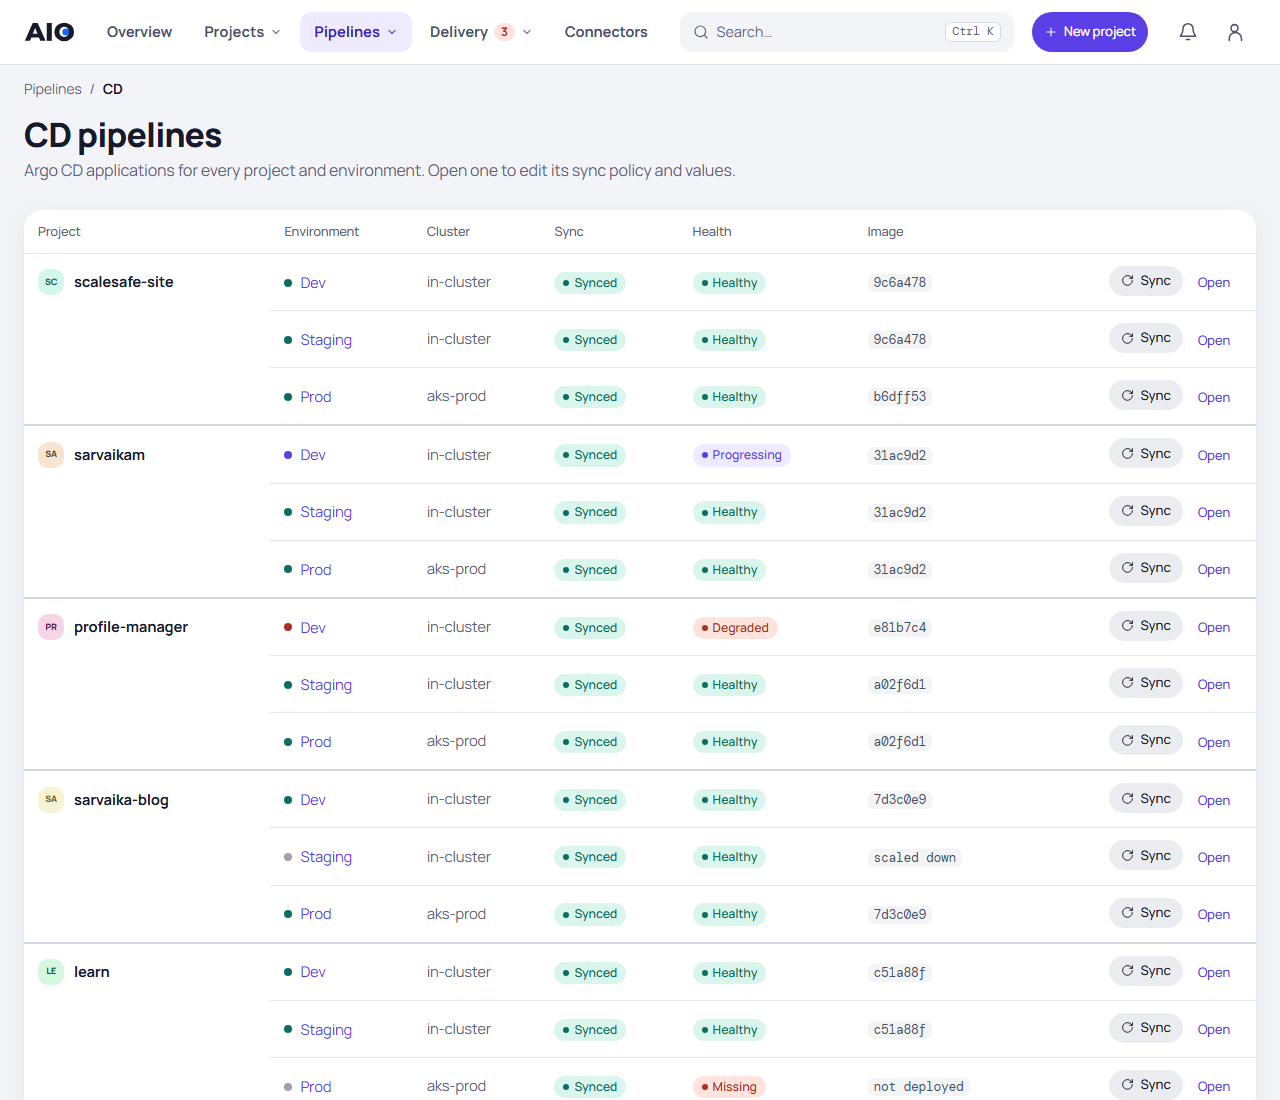 AIO Overview Projects Pipelines Delivery 3 Connectors Search... Ctrl K + New project
Pipelines / CD
CD pipelines
Argo CD applications for every project and environment. Open one to edit its sync policy and values.
Project Environment Cluster Sync Health Image
SC scalesafe-site Dev in-cluster Synced Healthy 9c6a478 Sync Open
Staging in-cluster Synced Healthy 9c6a478 Sync Open
Prod aks-prod Synced Healthy b6dff53 Sync Open
SA sarvaikam Dev in-cluster Synced Progressing 31ac9d2 Sync Open
Staging in-cluster Synced Healthy 31ac9d2 Sync Open
Prod aks-prod Synced Healthy 31ac9d2 Sync Open
PR profile-manager Dev in-cluster Synced Degraded e81b7c4 Sync Open
Staging in-cluster Synced Healthy a02f6d1 Sync Open
Prod aks-prod Synced Healthy a02f6d1 Sync Open
SA sarvaika-blog Dev in-cluster Synced Healthy 7d3c0e9 Sync Open
Staging in-cluster Synced Healthy scaled down Sync Open
Prod aks-prod Synced Healthy 7d3c0e9 Sync Open
LE learn Dev in-cluster Synced Healthy c51a88f Sync Open
Staging in-cluster Synced Healthy c51a88f Sync Open
Prod aks-prod Synced Missing not deployed Sync Open